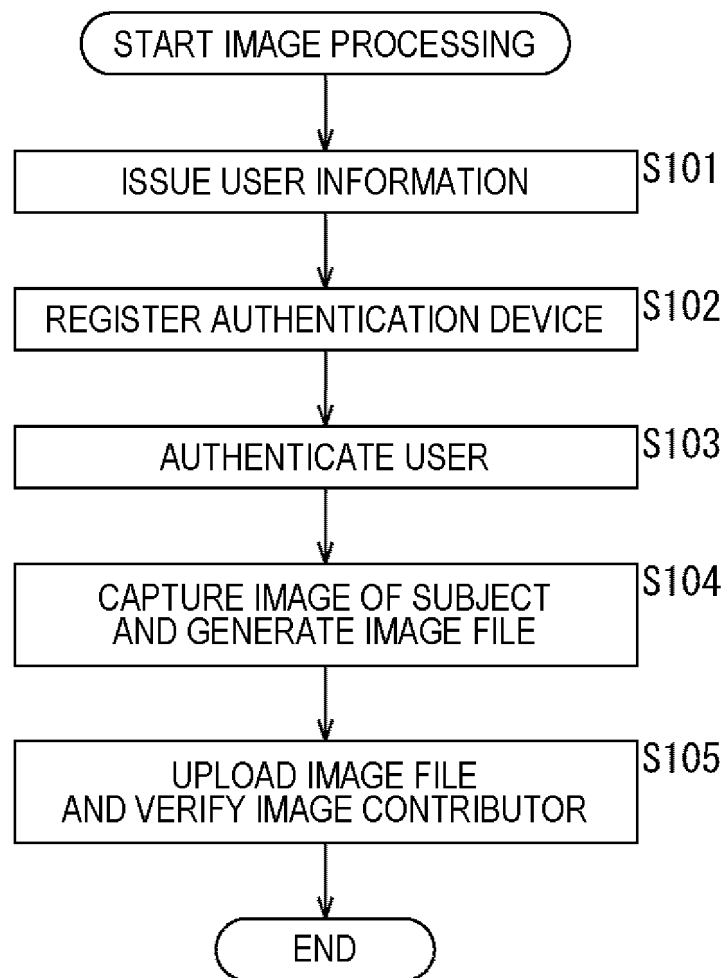 START IMAGE PROCESSING
ISSUE USER INFORMATION
S101
REGISTER AUTHENTICATION DEVICE
S102
AUTHENTICATE USER
S103
CAPTURE IMAGE OF SUBJECT
AND GENERATE IMAGE FILE
S104
UPLOAD IMAGE FILE
AND VERIFY IMAGE CONTRIBUTOR
S105
END